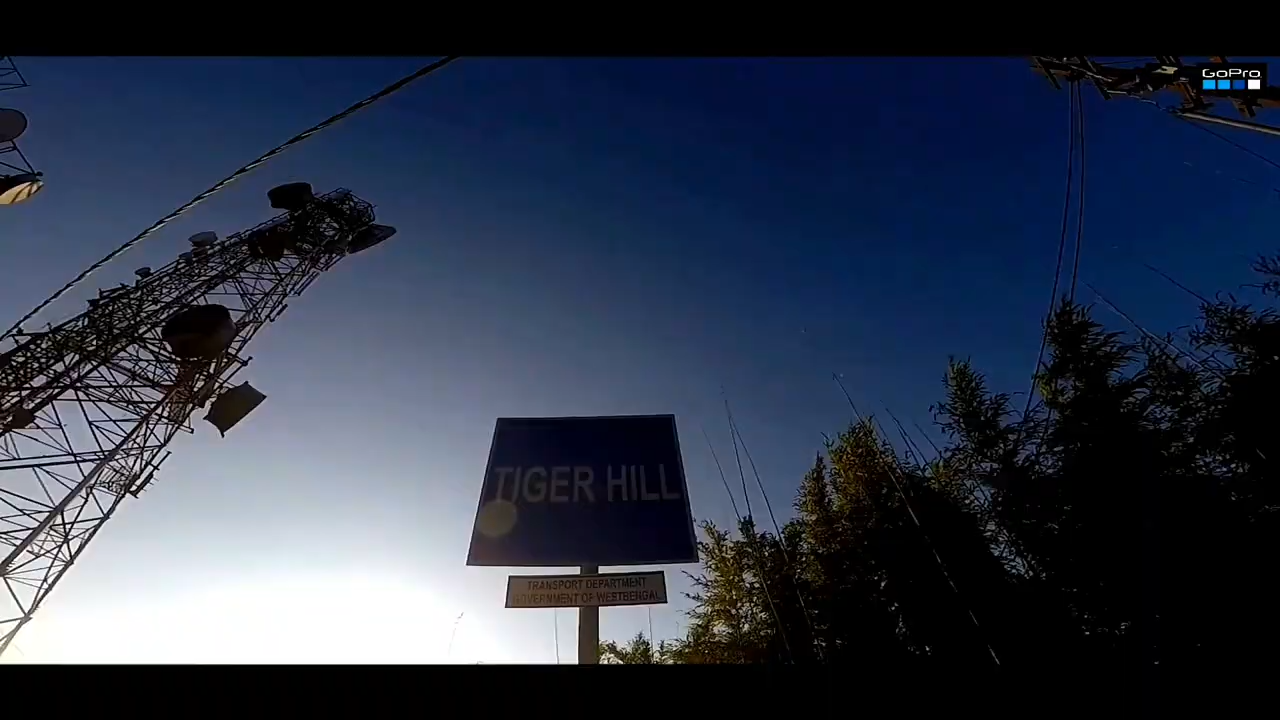 GoPro
TIGER HILL
TRANSPORT DEPARTMENT
GOVERNMENT OF WESTBENGAL